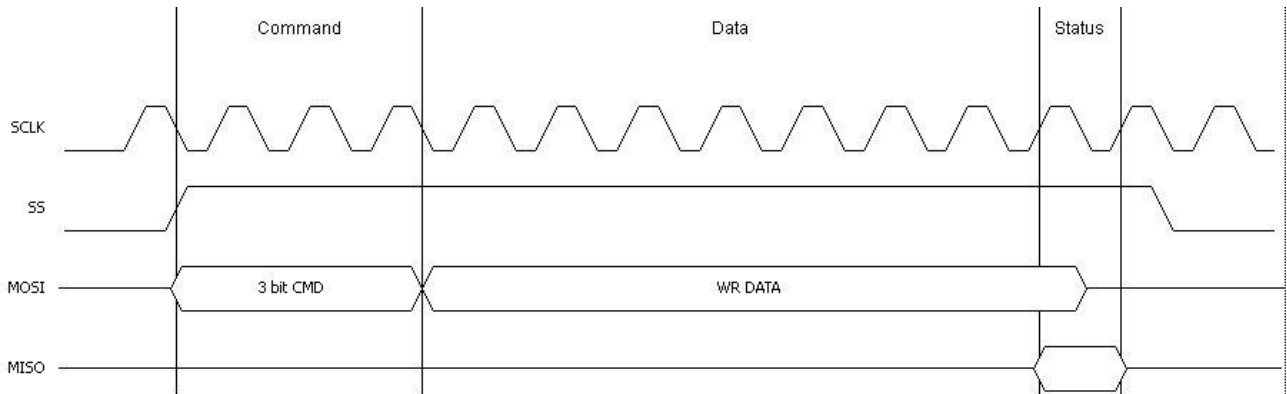 Command Data Status
SCLK
SS
MOSI 3 bit CMD WR DATA
MISO